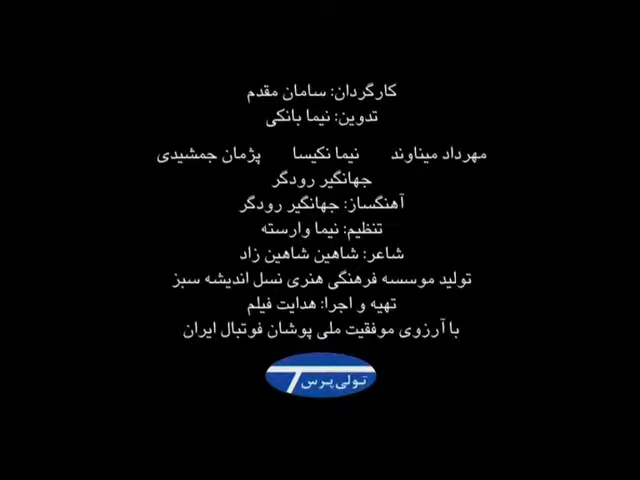 کارگردان: سامان مقدم
تدوین: نیما بانکی
مهرداد میناوند نیما نکیسا پژمان جمشیدی
جهانگیر رودگر
آهنگساز: جهانگیر رودگر
تنظیم: نیما وارسته
شاعر: شاهین شاهین زاد
تولید موسسه فرهنگی هنری نسل اندیشه سبز
تهیه و اجرا: هدایت فیلم
با آرزوی موفقیت ملی پوشان فوتبال ایران
تولی پرس